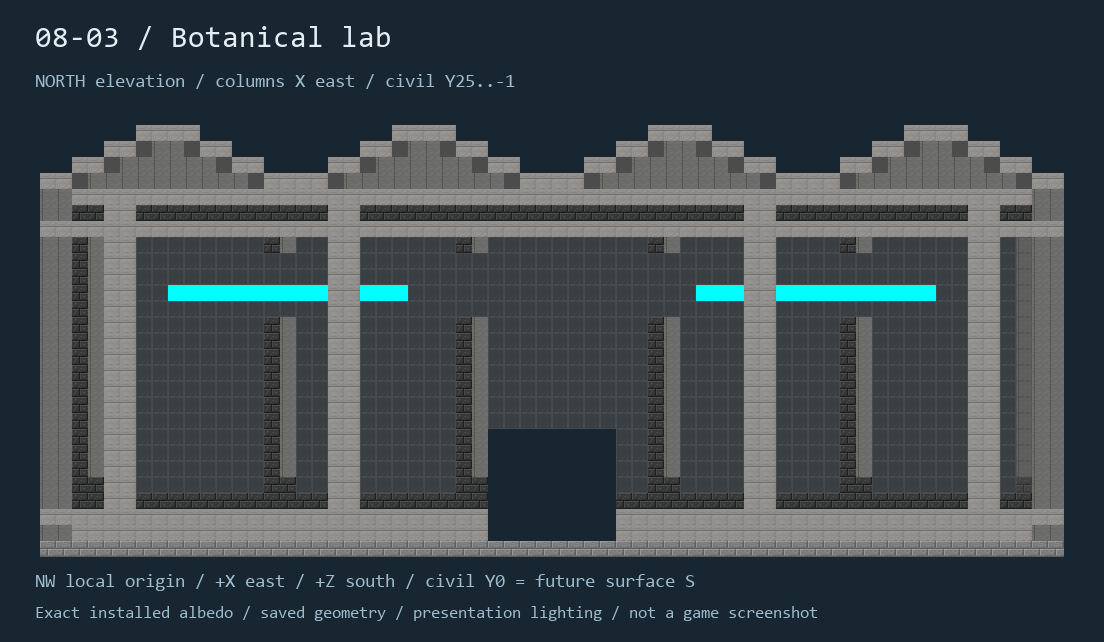 08-03 / Botanical lab
NORTH elevation / columns X east / civil Y25..-1
NW local origin / +X east / +Z south / civil Y0 = future surface S
Exact installed albedo / saved geometry / presentation lighting / not a game screenshot